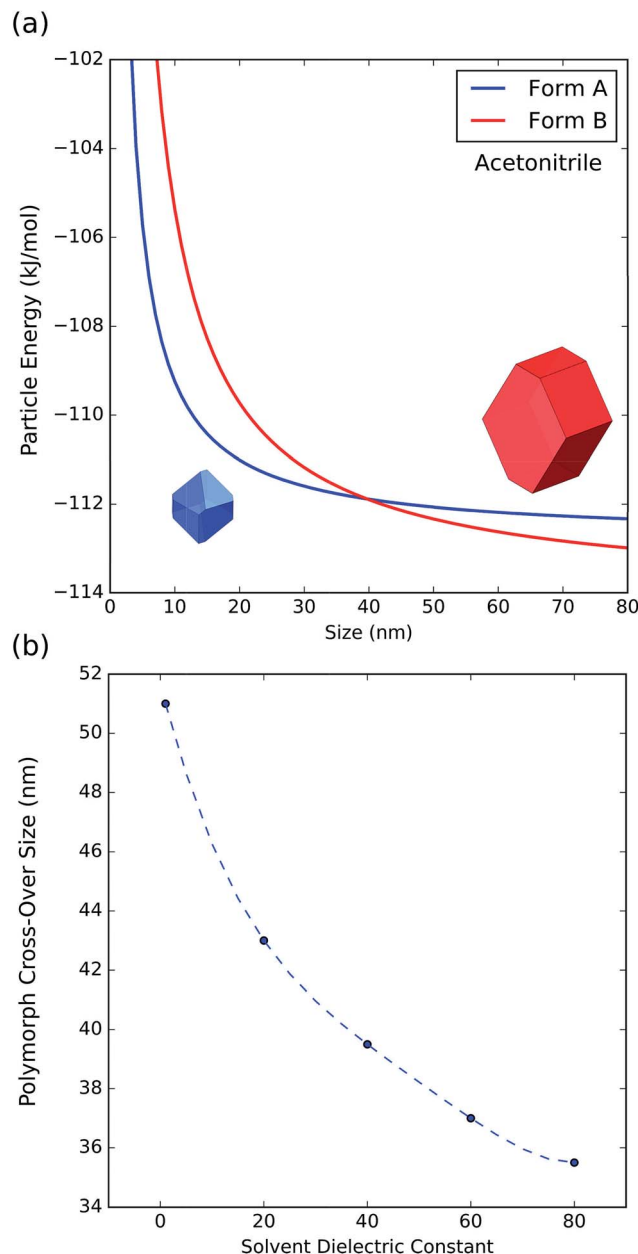 (a)
−102
−104
−106
−108
−110
−112
−114
Particle Energy (kJ/mol)
Form A
Form B
Acetonitrile
0 10 20 30 40 50 60 70 80
Size (nm)
(b)
52
50
48
46
43
40
38
36
34
Polymorph Cross-Over Size (nm)
0 20 40 60 80
Solvent Dielectric Constant